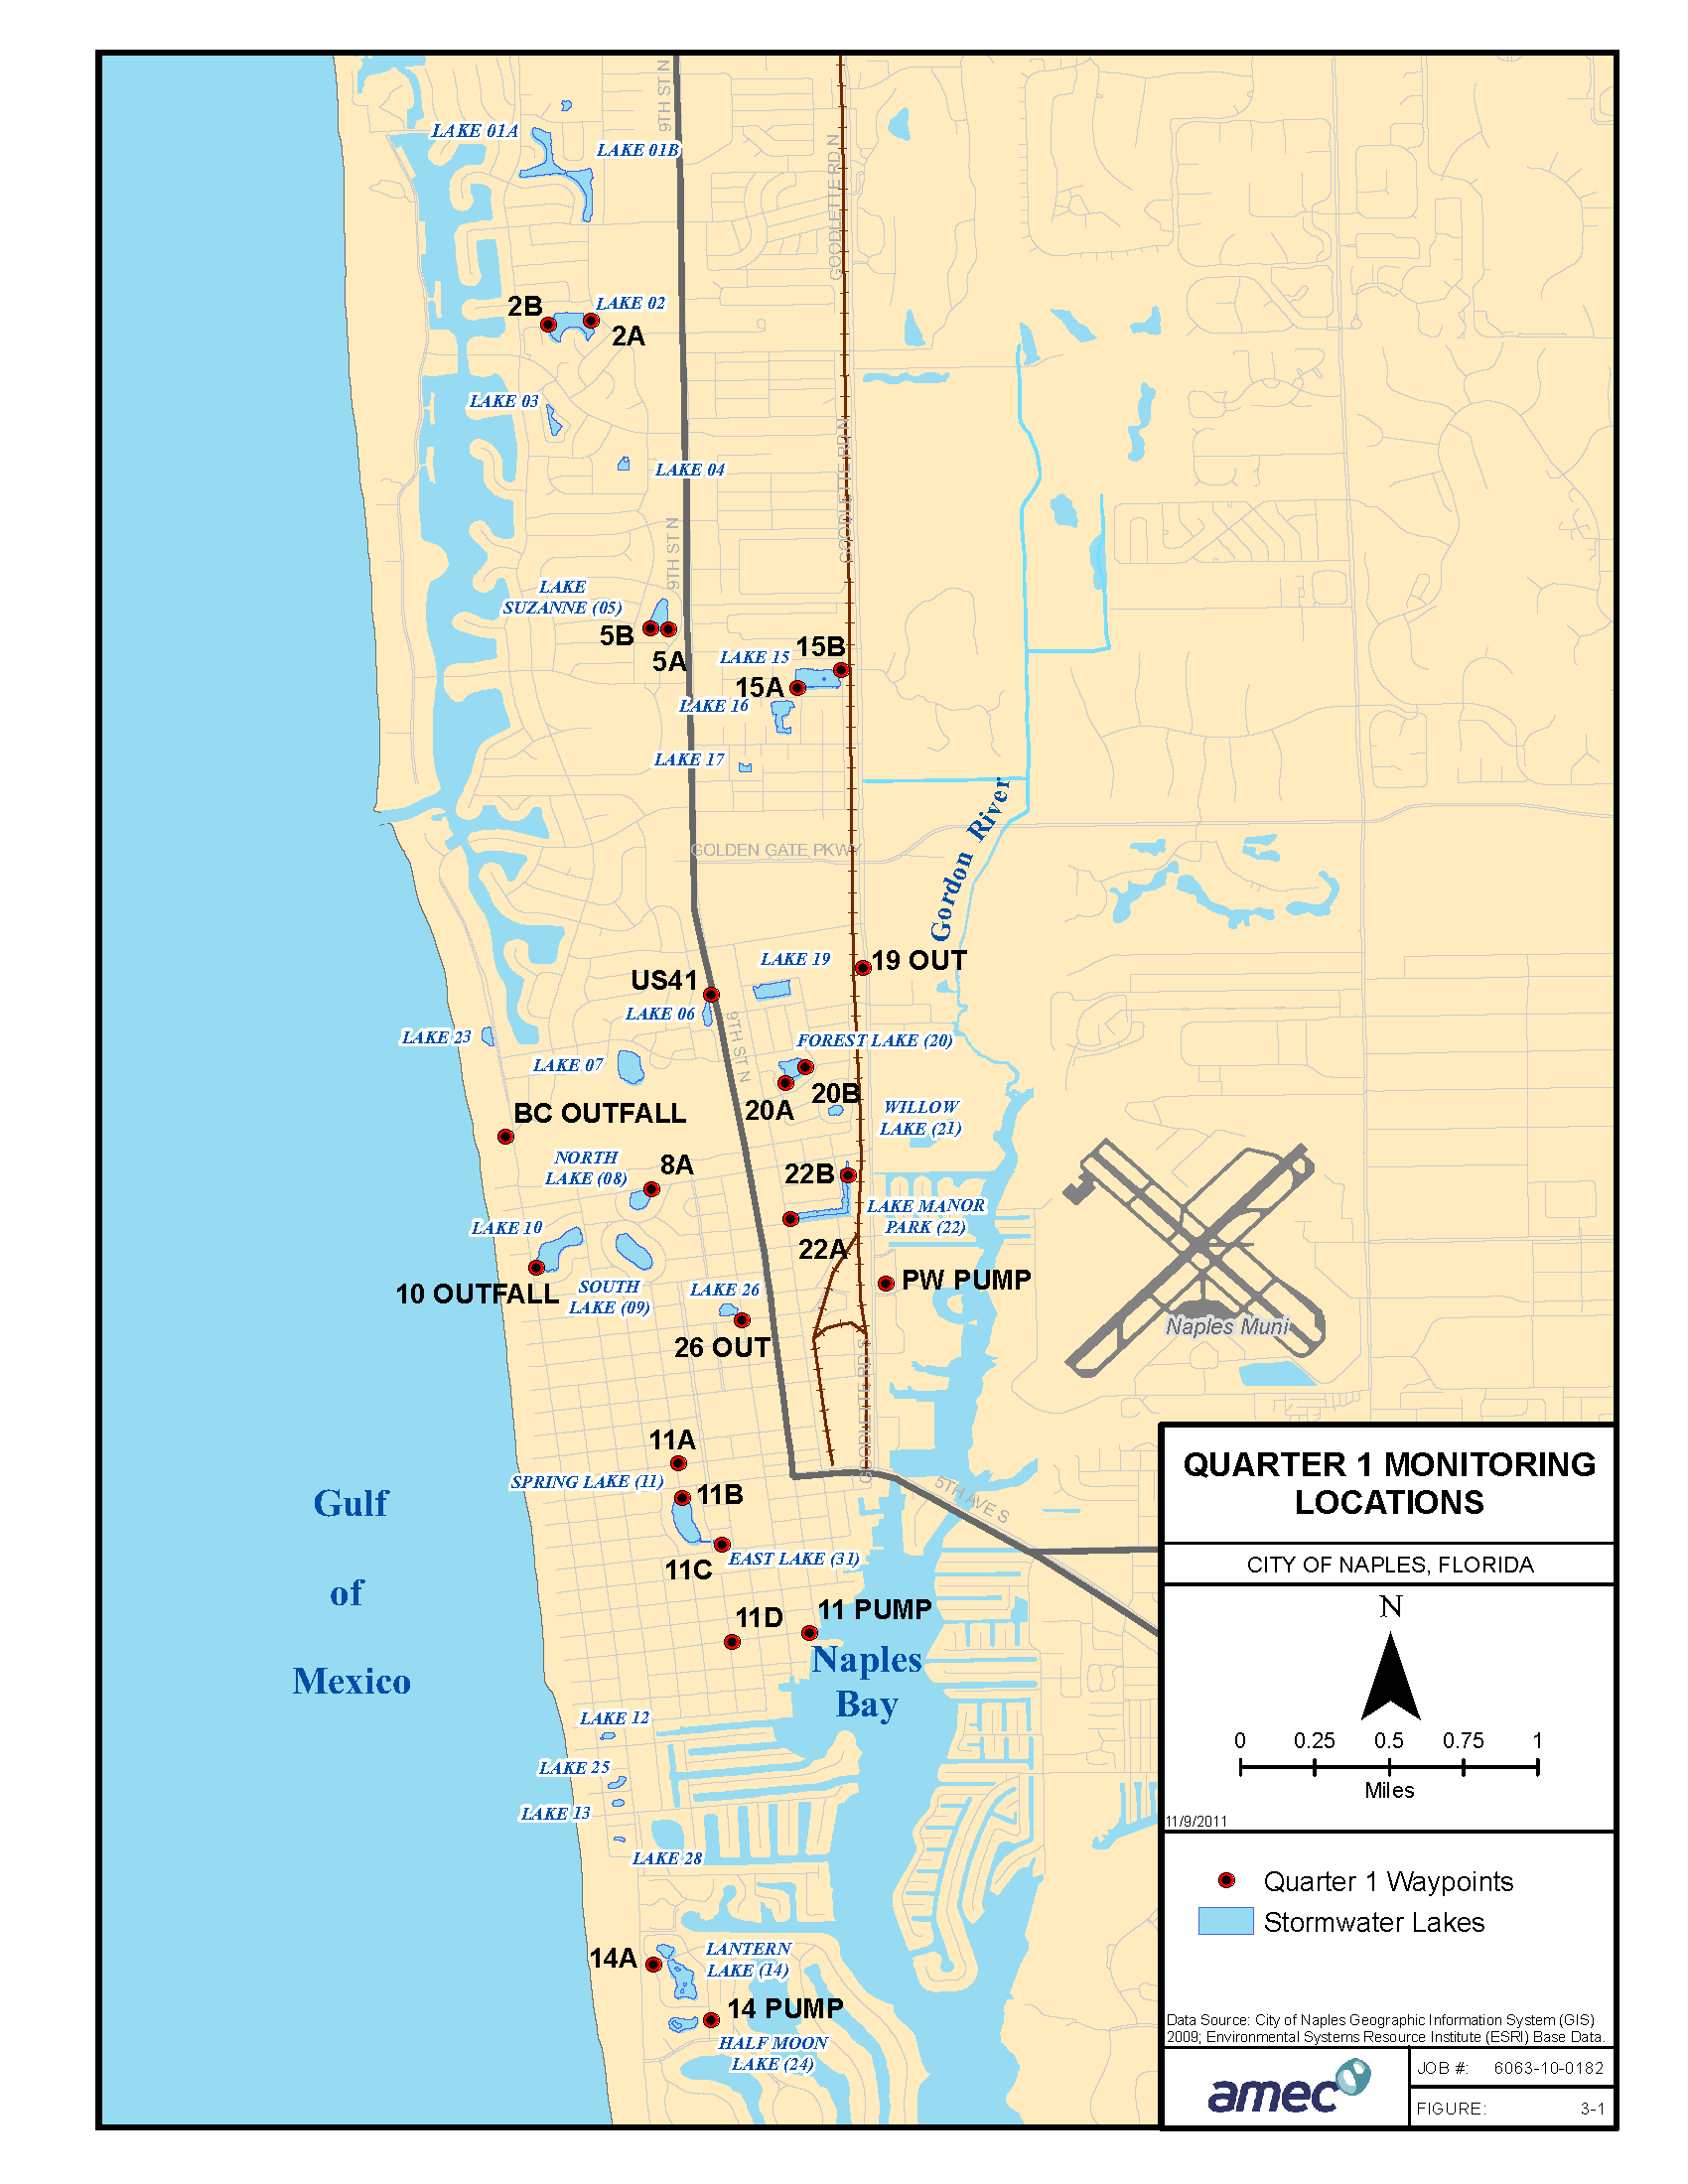 9TH ST N
GOODLETTE RD N
LAKE 01A
LAKE 01B
2B
LAKE 02
2A
LAKE 03
GOODLETTE RD N
LAKE 04
9TH ST N
LAKE
SUZANNE (05)
5B
5A
15B
LAKE 15
15A
LAKE 16
LAKE 17
Gordon River
GOLDEN GATE PKWY
19 OUT
LAKE 19
US41
LAKE 06
9TH ST N
LAKE 23
FOREST LAKE (20)
LAKE 07
20B
20A
BC OUTFALL
WILLOW
LAKE (21)
NORTH
LAKE (08)
8A
22B
LAKE MANOR
PARK (22)
LAKE 10
22A
10 OUTFALL
SOUTH
LAKE (09)
PW PUMP
LAKE 26
26 OUT
Naples Muni
GOODLETTE RD S
11A
SPRING LAKE (11)
11B
5TH AVE S
11C
EAST LAKE (31)
11D
11 PUMP
Gulf
of
Mexico
Naples
Bay
LAKE 12
LAKE 25
LAKE 13
LAKE 28
14A
LANTERN
LAKE (14)
14 PUMP
HALF MOON
LAKE (24)
QUARTER 1 MONITORING
LOCATIONS
CITY OF NAPLES, FLORIDA
N
0 0.25 0.5 0.75 1
Miles
11/9/2011
Quarter 1 Waypoints
Stormwater Lakes
Data Source: City of Naples Geographic Information System (GIS)
2009; Environmental Systems Resource Institute (ESRI) Base Data.
amec
JOB #: 6063-10-0182
FIGURE: 3-1